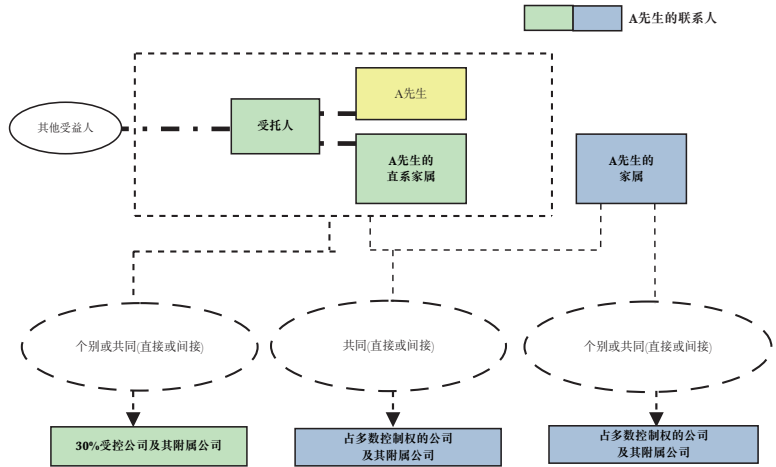 A先生的联系人
A先生
其他受益人
受托人
A先生的
直系家属
A先生的
家属
个别或共同(直接或间接)
共同(直接或间接)
个别或共同(直接或间接)
30%受控公司及其附属公司
占多数控制权的公司
及其附属公司
占多数控制权的公司
及其附属公司